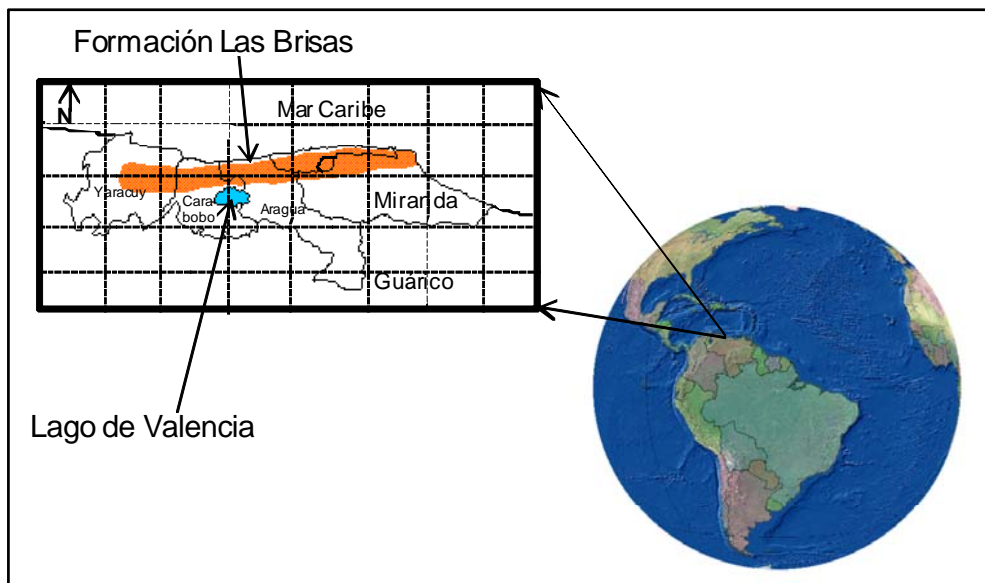 Formación Las Brisas
Mar Caribe
N
Yaracuy
Cara
bobo
Aragua
Miranda
Guárico
Lago de Valencia